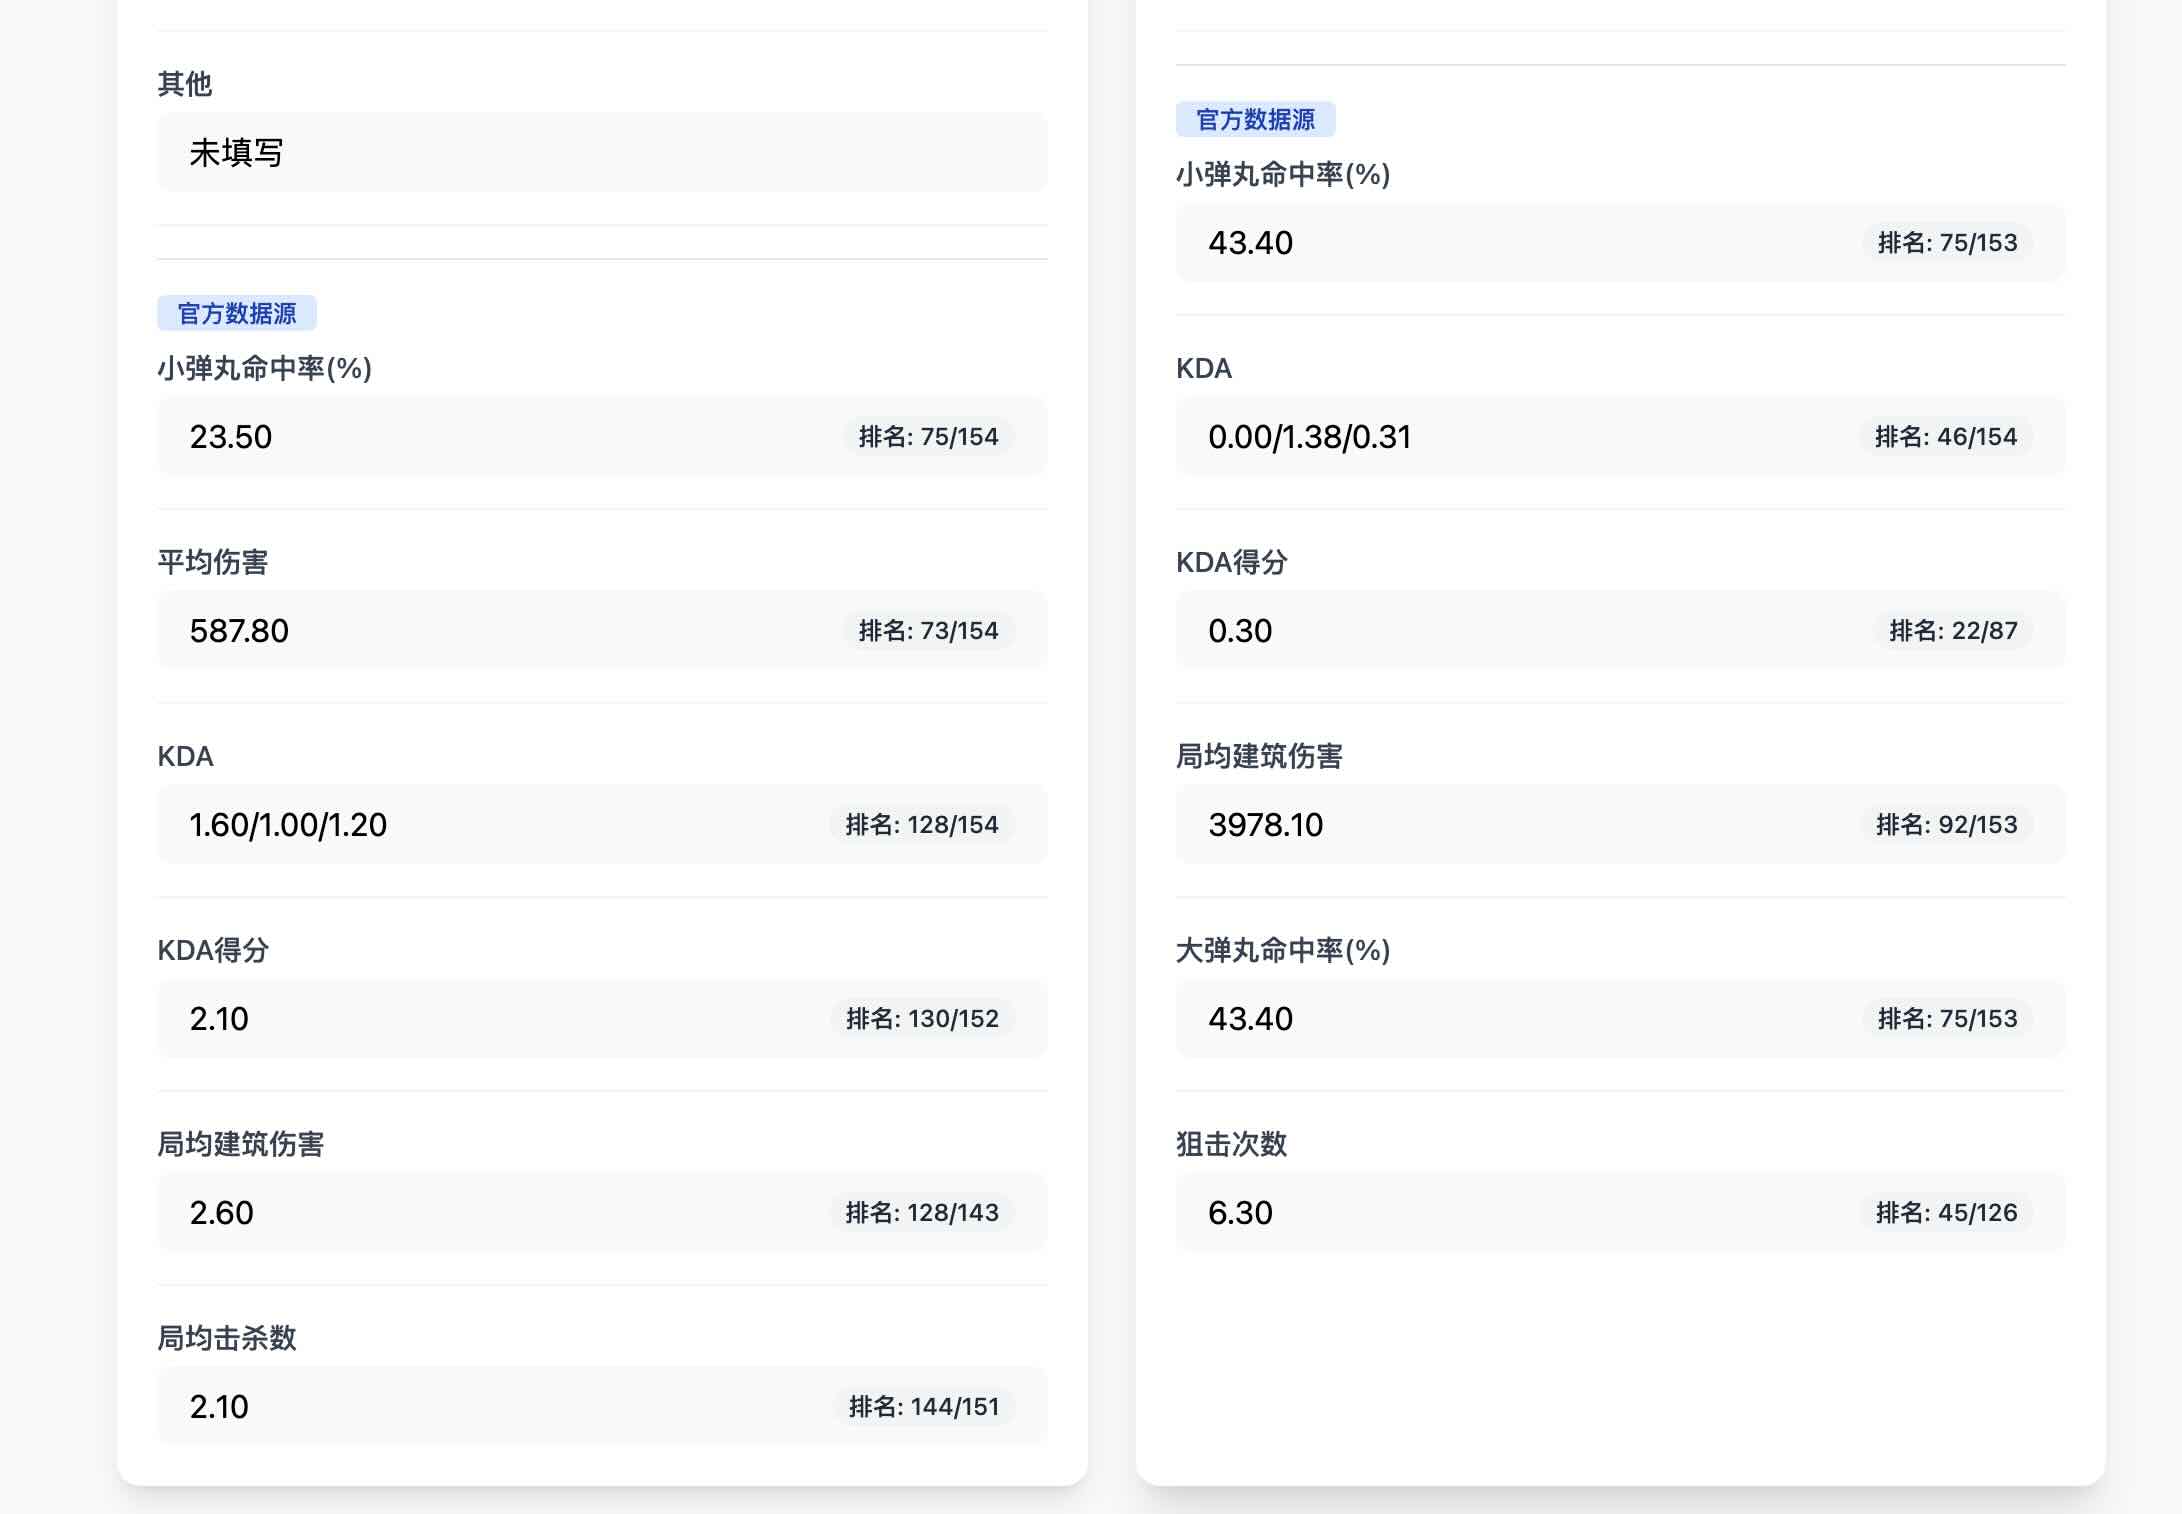 其他
未填写
官方数据源
小弹丸命中率(%)
23.50
排名: 75/154
平均伤害
587.80
排名: 73/154
KDA
1.60/1.00/1.20
排名: 128/154
KDA得分
2.10
排名: 130/152
局均建筑伤害
2.60
排名: 128/143
局均击杀数
2.10
排名: 144/151
官方数据源
小弹丸命中率(%)
43.40
排名: 75/153
KDA
0.00/1.38/0.31
排名: 46/154
KDA得分
0.30
排名: 22/87
局均建筑伤害
3978.10
排名: 92/153
大弹丸命中率(%)
43.40
排名: 75/153
狙击次数
6.30
排名: 45/126